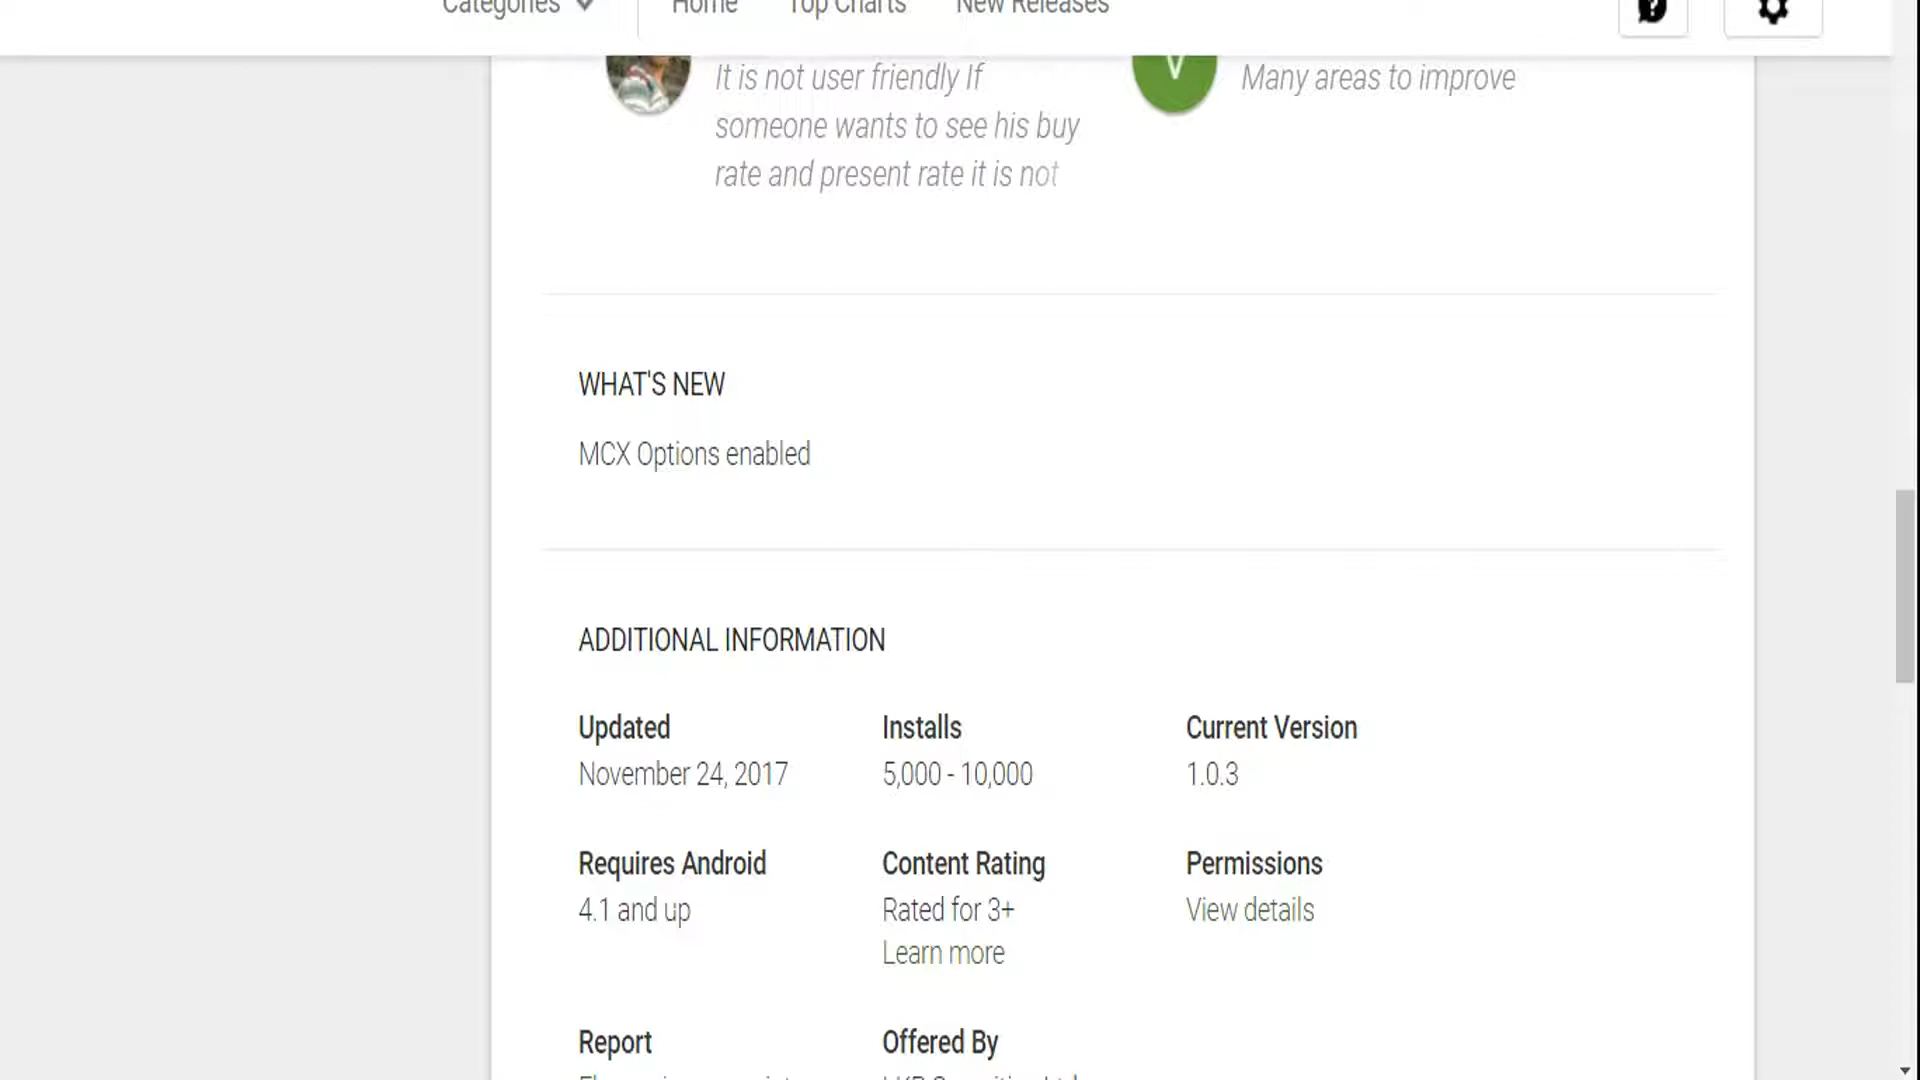 Categories Home Top Charts New Releases
It is not user friendly If
someone wants to see his buy
rate and present rate it is not
V Many areas to improve
WHAT'S NEW
MCX Options enabled
ADDITIONAL INFORMATION
Updated Installs Current Version
November 24, 2017 5,000 - 10,000 1.0.3
Requires Android Content Rating Permissions
4.1 and up Rated for 3+ View details
Learn more
Report Offered By